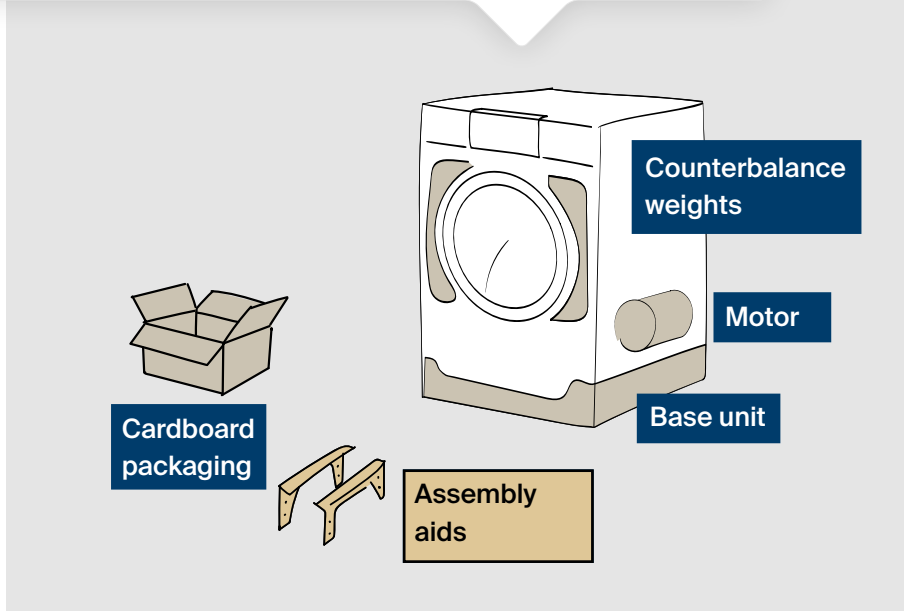 Counterbalance
weights
Motor
Base unit
Cardboard
packaging
Assembly
aids